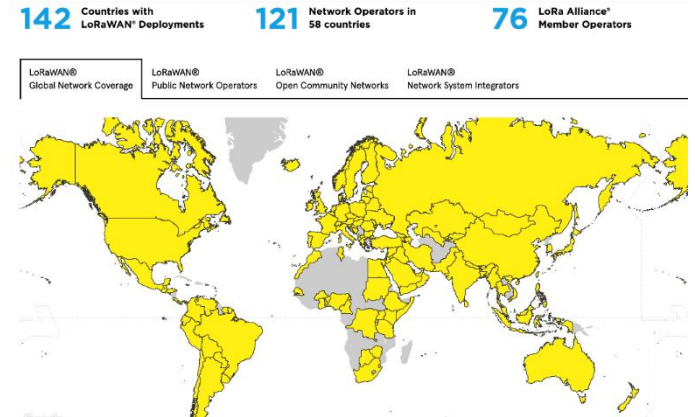 142 Countries with
LoRaWAN® Deployments
121 Network Operators in
58 countries
76 LoRa Alliance®
Member Operators
LoRaWAN®
Global Network Coverage
LoRaWAN®
Public Network Operators
LoRaWAN®
Open Community Networks
LoRaWAN®
Network System Integrators